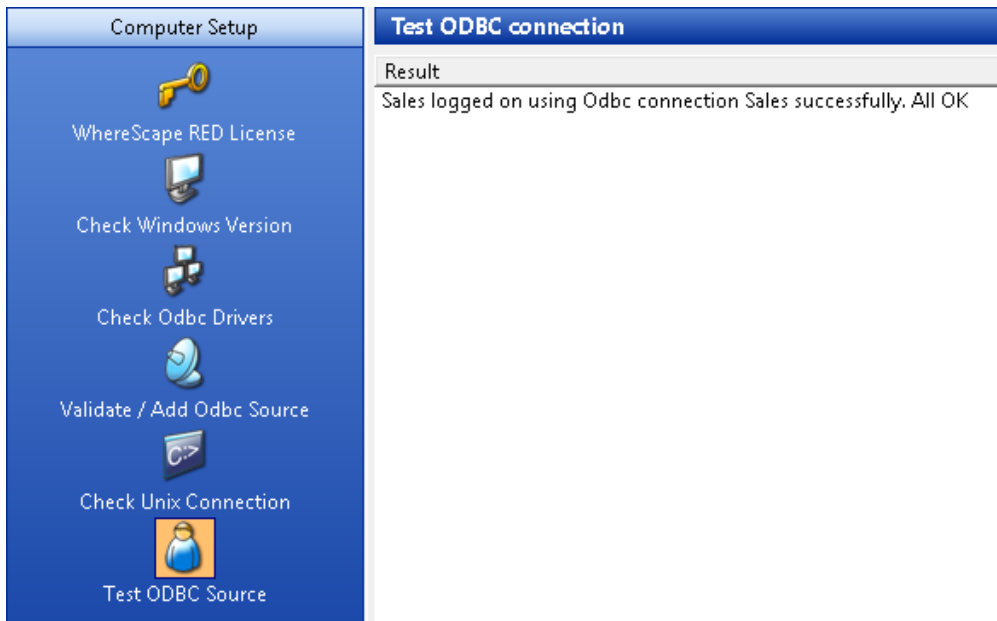 Computer Setup
WhereScape RED License
Check Windows Version
Check Odbc Drivers
Validate / Add Odbc Source
C:>
Check Unix Connection
Test ODBC Source
Test ODBC connection
Result
Sales logged on using Odbc connection Sales successfully. All OK